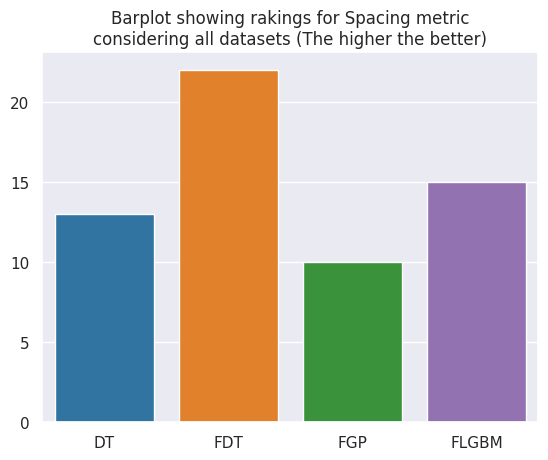 Barplot showing rakings for Spacing metric
considering all datasets (The higher the better)
20
15
10
5
0
DT FDT FGP FLGBM